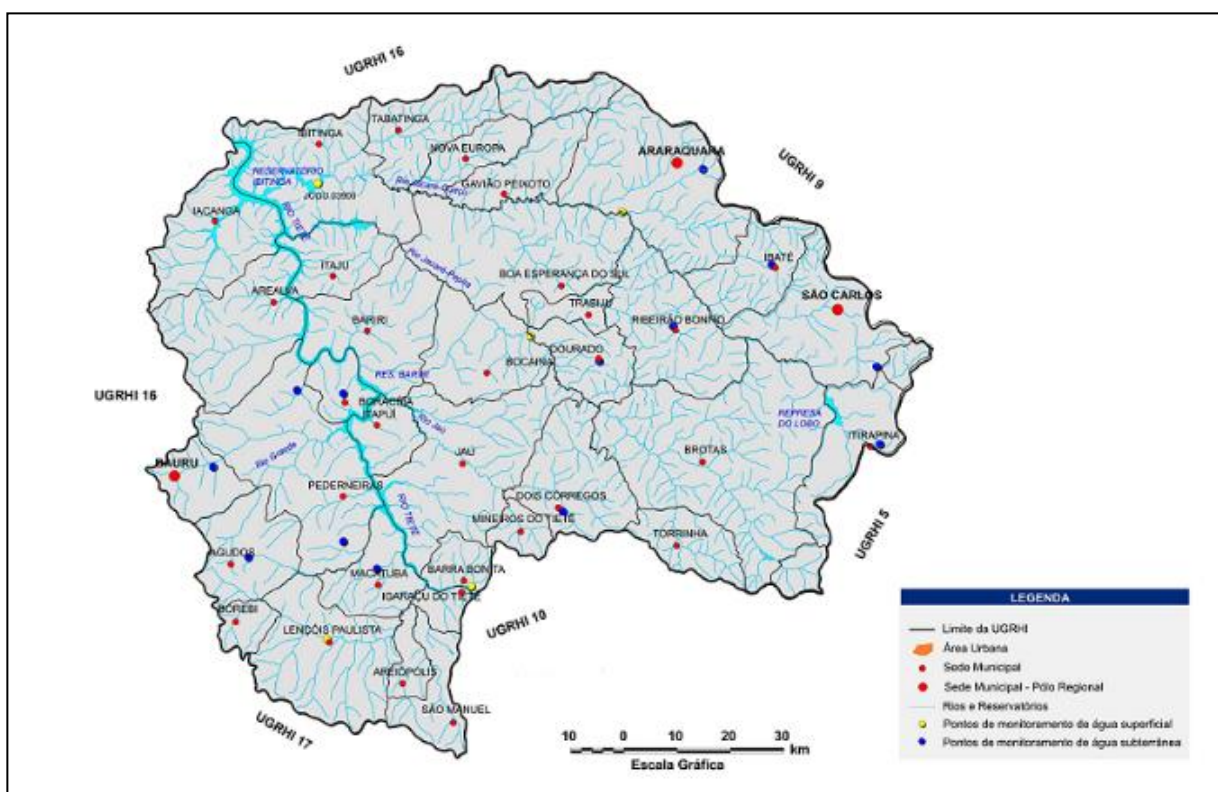 UGRHI 16
TABATINGA
IBITINGA
NOVA EUROPA
ARARAQUARA
UGRHI 9
RESERVATÓRIO
IBITINGA
GAVIÃO PEIXOTO
IACANGA
RIO TIETÊ
ITAJU
BOA ESPERANÇA DO SUL
IBATÉ
SÃO CARLOS
AREALVA
TRABIJU
BARIRI
RIBEIRÃO BONITO
DOURADO
BOCAINA
UGRHI 16
RES. BARIRI
BORACÉIA
ITAPUÍ
Rio Jaú
REPRESA
DO LOBO
ITIRAPINA
BROTAS
BAURU
Rio Grande
JAÚ
PEDERNEIRAS
RIO TIETÊ
DOIS CÓRREGOS
MINEIROS DO TIETÊ
TORRINHA
UGRHI 5
AGUDOS
MACATUBA
BARRA BONITA
IGARAÇU DO TIETÊ
BOREBI
LENÇÓIS PAULISTA
UGRHI 10
AREIÓPOLIS
SÃO MANUEL
UGRHI 17
10 0 10 20 30
km
Escala Gráfica
LEGENDA
Limite da UGRHI
Área Urbana
Sede Municipal
Sede Municipal - Pólo Regional
Rios e Reservatórios
Pontos de monitoramento de água superficial
Pontos de monitoramento de água subterrânea